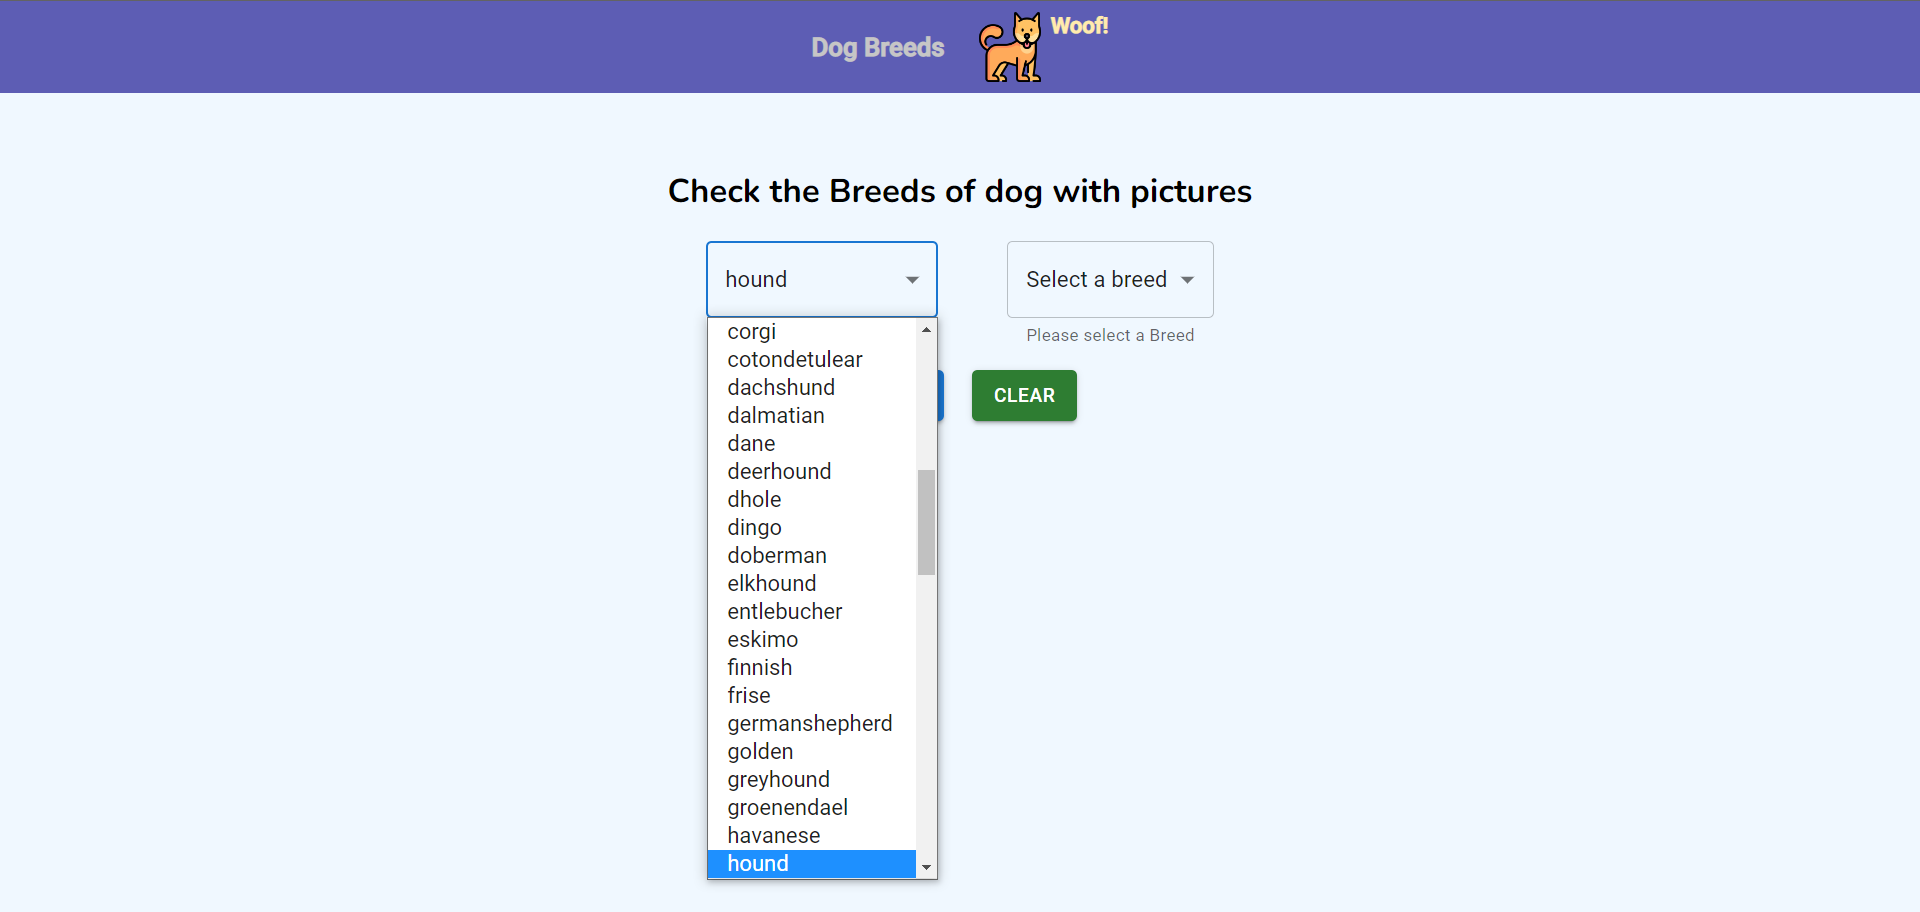 Dog Breeds
Woof!
Check the Breeds of dog with pictures
hound
Select a breed
Please select a Breed
CLEAR
corgi
cotondetulear
dachshund
dalmatian
dane
deerhound
dhole
dingo
doberman
elkhound
entlebucher
eskimo
finnish
frise
germanshepherd
golden
greyhound
groenendael
havanese
hound